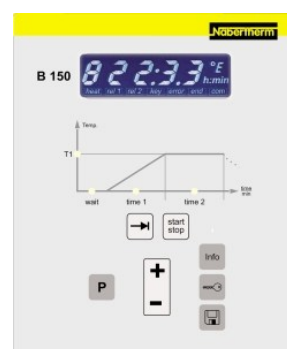 Nabertherm
B 150
8 2 2:3.3 °E
h:min
heat rel 1 rel 2 key error end com
Temp.
T1
time
min
wait time 1 time 2
start
stop
Info
P
+
−